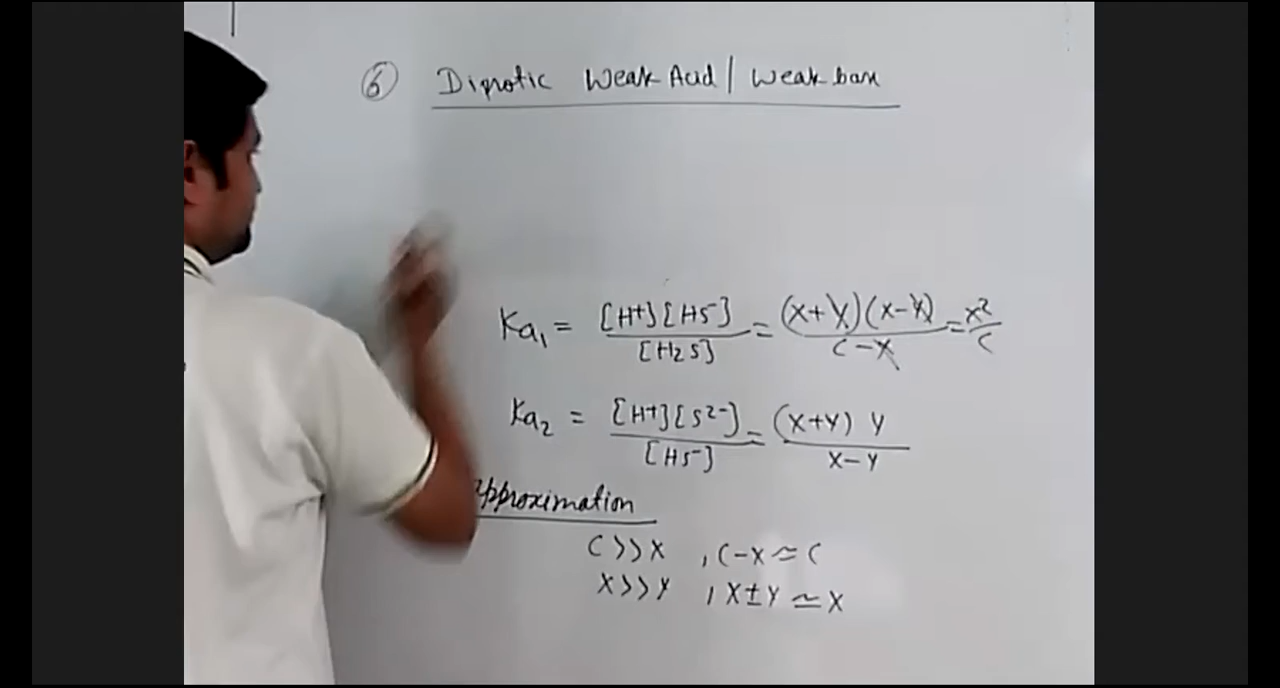 ⑥ Diprotic Weak Acid / Weak base
Ka₁ = [H+][HS-] / [H₂S] = (x+y)(x-y) / C-x = x² / C
Ka₂ = [H+][S²-] / [HS-] = (x+y) y / x-y
approximation
C >> x , C-x ≃ C
x >> y , x±y ≃ x